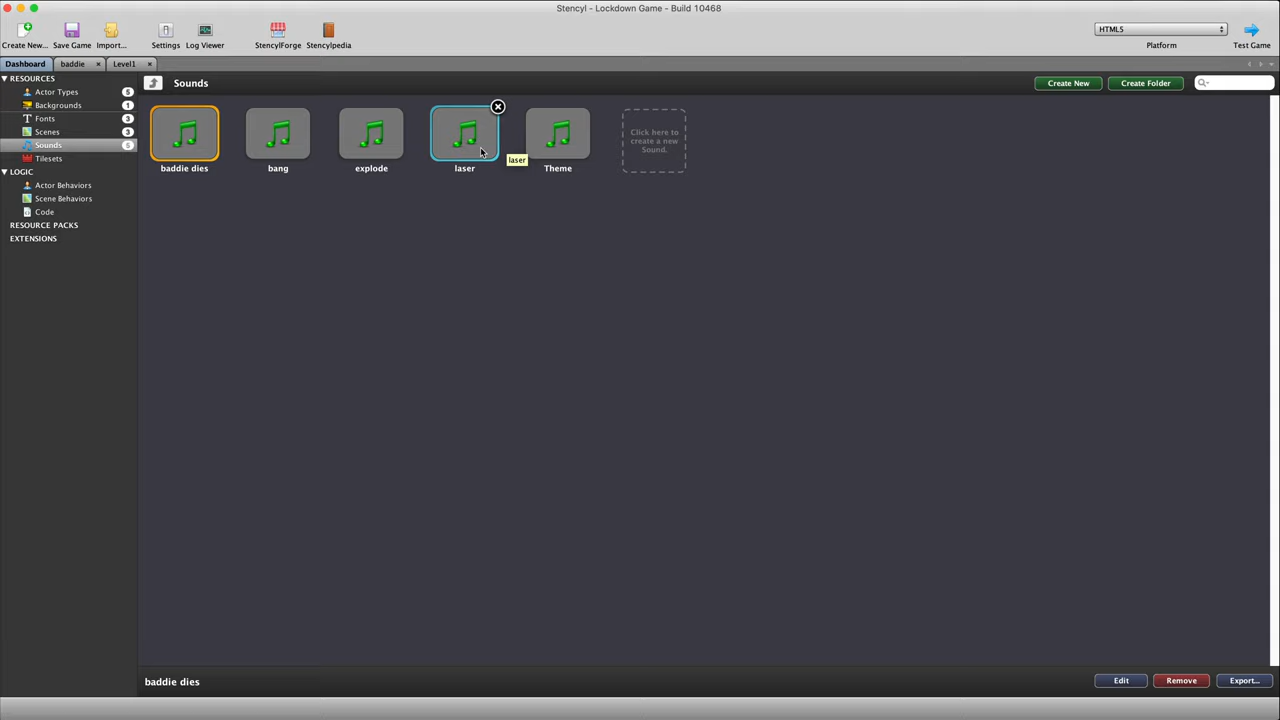 Stencyl - Lockdown Game - Build 10468
Create New... Save Game Import... Settings Log Viewer StencylForge Stencylpedia HTML5 Platform Test Game
Dashboard baddie × Level1 ×
RESOURCES
Actor Types 5
Backgrounds 1
Fonts 3
Scenes 3
Sounds 5
Tilesets
LOGIC
Actor Behaviors
Scene Behaviors
Code
RESOURCE PACKS
EXTENSIONS
Sounds Create New Create Folder
baddie dies bang explode laser Theme
laser
Click here to
create a new
Sound.
baddie dies Edit Remove Export...